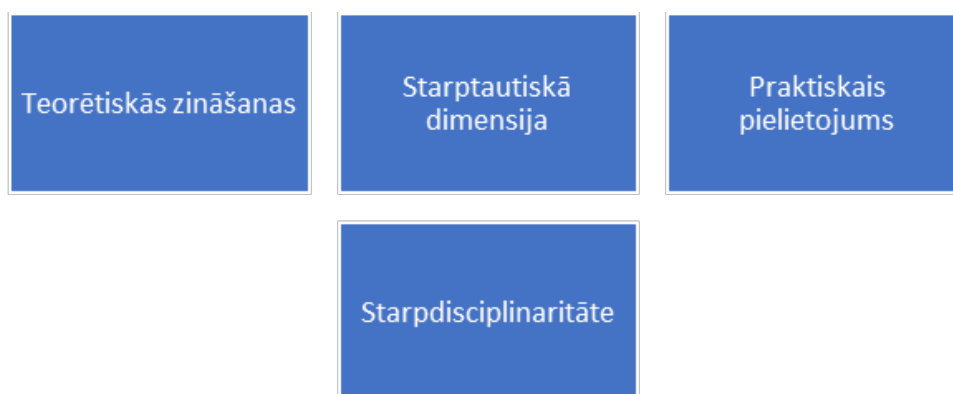 Teorētiskās zināšanas
Starptautiskā
dimensija
Praktiskais
pielietojums
Starpdisciplinaritāte